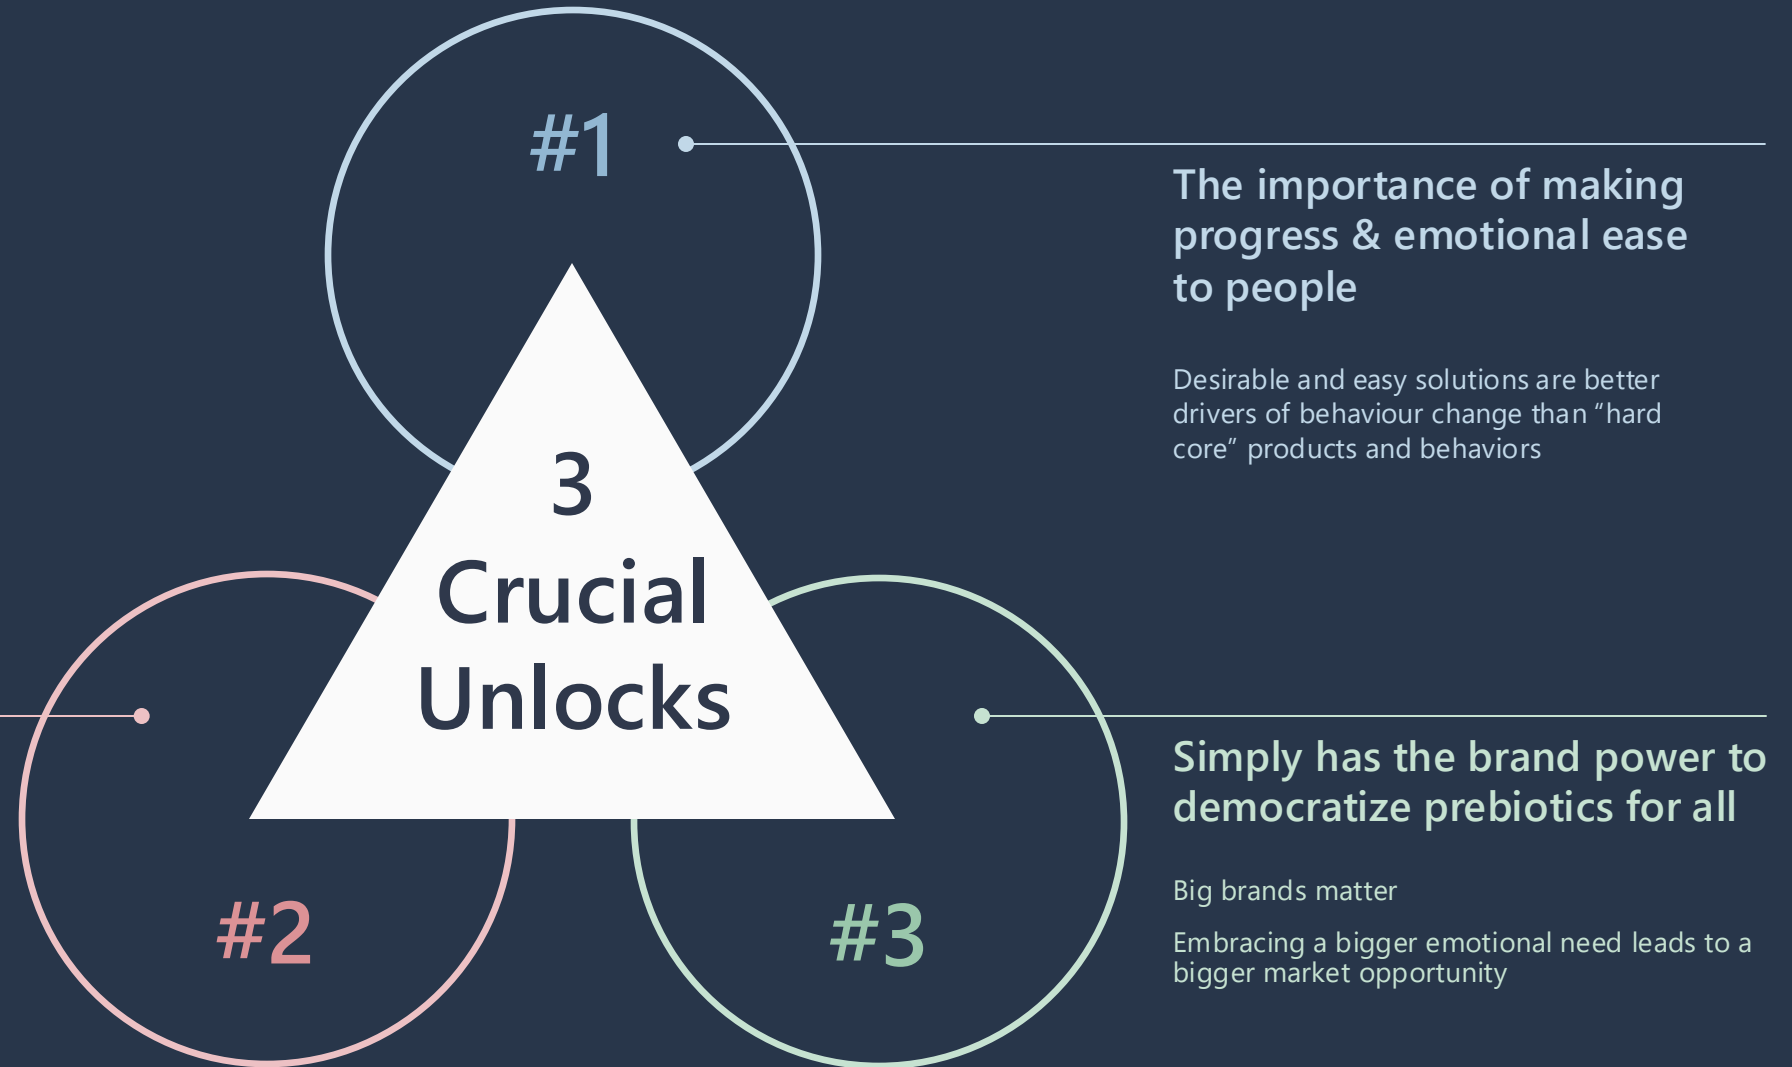 #1
The importance of making
progress & emotional ease
to people
Desirable and easy solutions are better
drivers of behaviour change than “hard
core” products and behaviors
3
Crucial
Unlocks
#2
#3
Simply has the brand power to
democratize prebiotics for all
Big brands matter
Embracing a bigger emotional need leads to a
bigger market opportunity